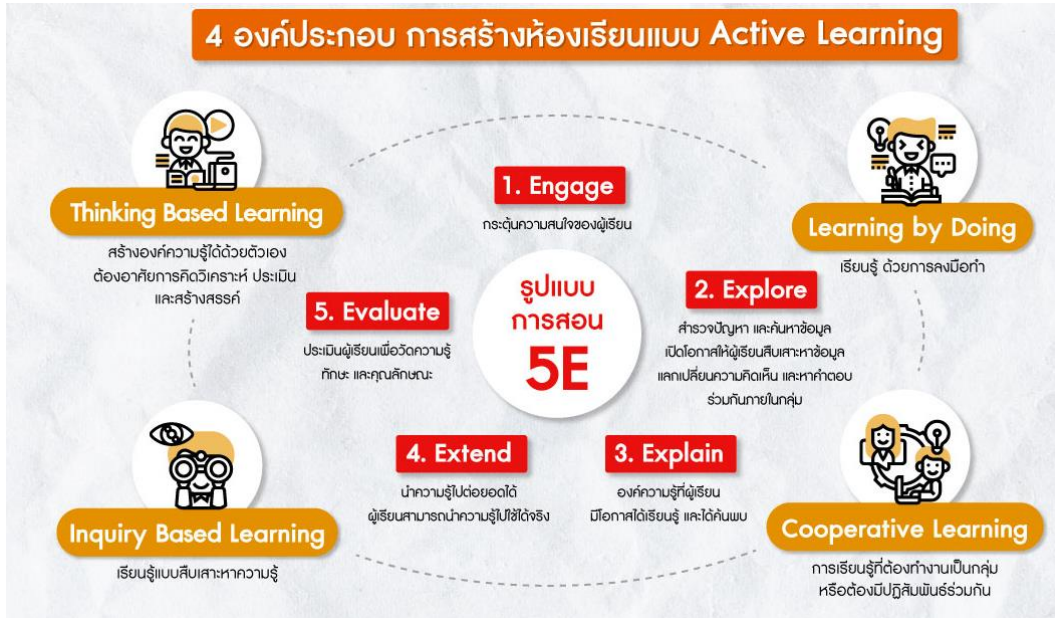 4 องค์ประกอบ การสร้างห้องเรียนแบบ Active Learning
Thinking Based Learning
สร้างองค์ความรู้ได้ด้วยตัวเอง
ต้องอาศัยการคิดวิเคราะห์ ประเมิน
และสร้างสรรค์
Learning by Doing
เรียนรู้ ด้วยการลงมือทำ
1. Engage
กระตุ้นความสนใจของผู้เรียน
รูปแบบ
การสอน
5E
2. Explore
สำรวจปัญหา และค้นหาข้อมูล
เปิดโอกาสให้ผู้เรียนสืบเสาะหาข้อมูล
แลกเปลี่ยนความคิดเห็น และหาคำตอบ
ร่วมกันภายในกลุ่ม
3. Explain
องค์ความรู้ที่ผู้เรียน
มีโอกาสได้เรียนรู้ และได้ค้นพบ
4. Extend
นำความรู้ไปต่อยอดได้
ผู้เรียนสามารถนำความรู้ไปใช้ได้จริง
5. Evaluate
ประเมินผู้เรียนเพื่อวัดความรู้
ทักษะ และคุณลักษณะ
Inquiry Based Learning
เรียนรู้แบบสืบเสาะหาความรู้
Cooperative Learning
การเรียนรู้ที่ต้องทำงานเป็นกลุ่ม
หรือต้องมีปฏิสัมพันธ์ร่วมกัน